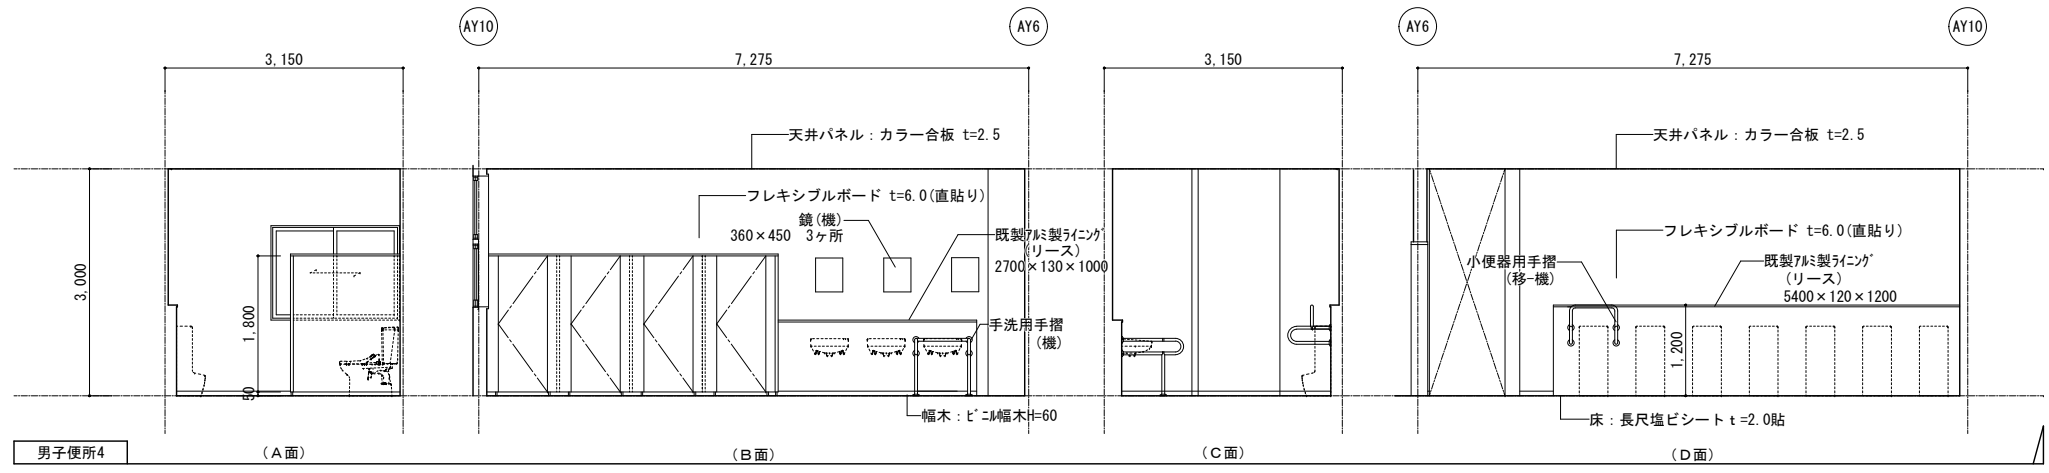 AY10
AY6
AY6
AY10
3,150
7,275
3,150
7,275
天井パネル：カラー合板 t=2.5
天井パネル：カラー合板 t=2.5
フレキシブルボード t=6.0(直貼り)
鏡(機)
360×450 3ヶ所
既製ｱﾙﾐ製ﾗｲﾆﾝｸﾞ
(リース)
2700×130×1000
フレキシブルボード t=6.0(直貼り)
小便器用手摺
(移-機)
既製ｱﾙﾐ製ﾗｲﾆﾝｸﾞ
(リース)
5400×120×1200
3,000
1,800
50
手洗用手摺
(機)
1,200
幅木：ﾋﾞﾆﾙ幅木H=60
床：長尺塩ビシート t=2.0貼
男子便所4
(A面)
(B面)
(C面)
(D面)